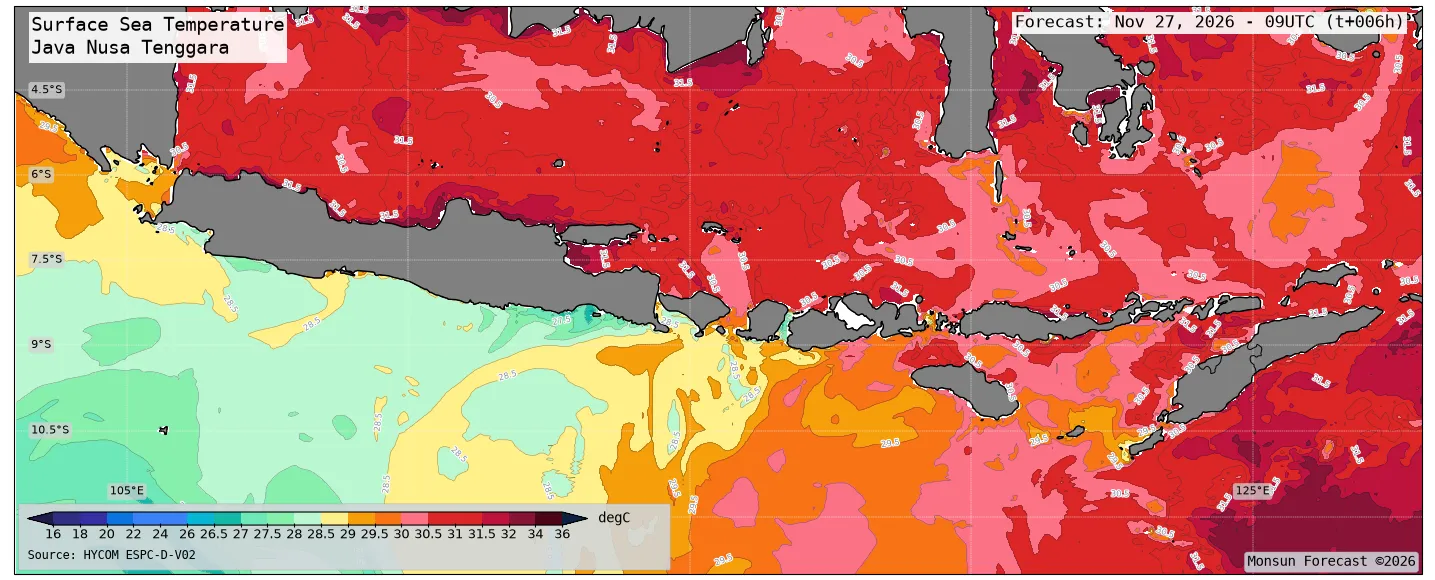 Surface Sea Temperature
Java Nusa Tenggara
Forecast: Nov 27, 2026 - 09UTC (t+006h)
4.5°S
6°S
7.5°S
9°S
10.5°S
105°E
125°E
16 18 20 22 24 26 26.5 27 27.5 28 28.5 29 29.5 30 30.5 31 31.5 32 34 36
degC
Source: HYCOM ESPC-D-V02
Monsun Forecast ©2026